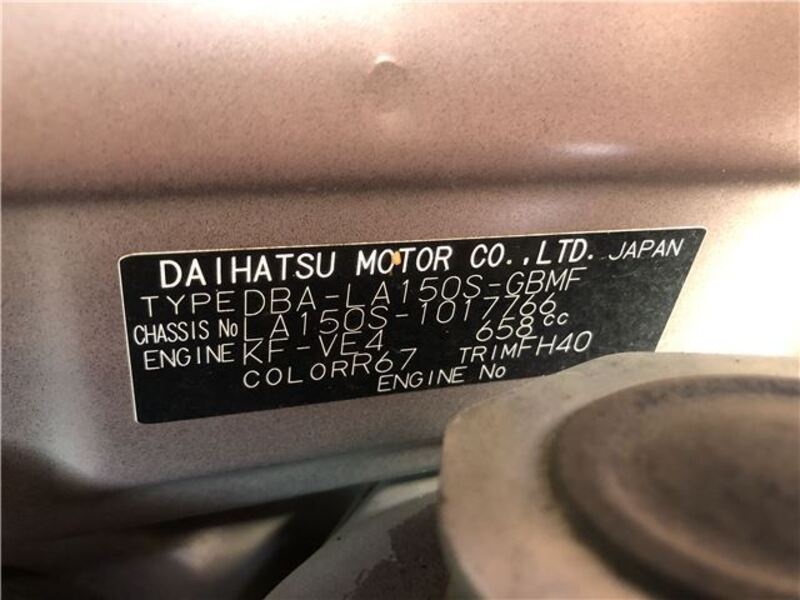 DAIHATSU MOTOR CO.,LTD. JAPAN
TYPE DBA-LA150S-GBMF
CHASSIS No LA150S-1017766
ENGINE KF-VE4 658cc
COLOR R67 TRIM FH40
ENGINE No